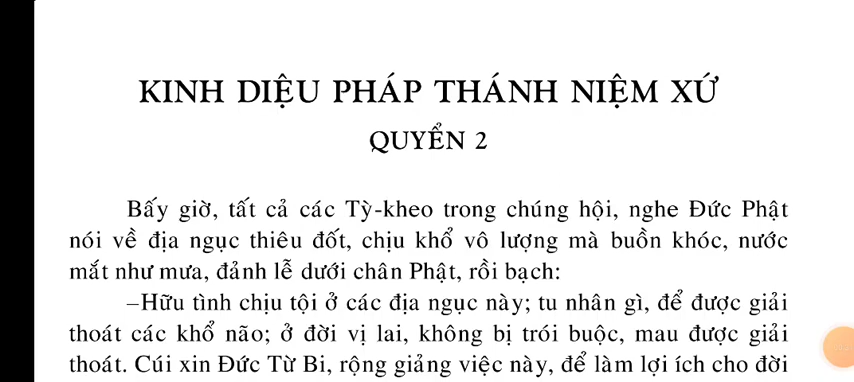 KINH DIỆU PHÁP THÁNH NIỆM XỨ
QUYỂN 2
Bấy giờ, tất cả các Tỳ-kheo trong chúng hội, nghe Đức Phật
nói về địa ngục thiêu đốt, chịu khổ vô lượng mà buồn khóc, nước
mắt như mưa, đảnh lễ dưới chân Phật, rồi bạch:
–Hữu tình chịu tội ở các địa ngục này; tu nhân gì, để được giải
thoát các khổ não; ở đời vị lai, không bị trói buộc, mau được giải
thoát. Cúi xin Đức Từ Bi, rộng giảng việc này, để làm lợi ích cho đời